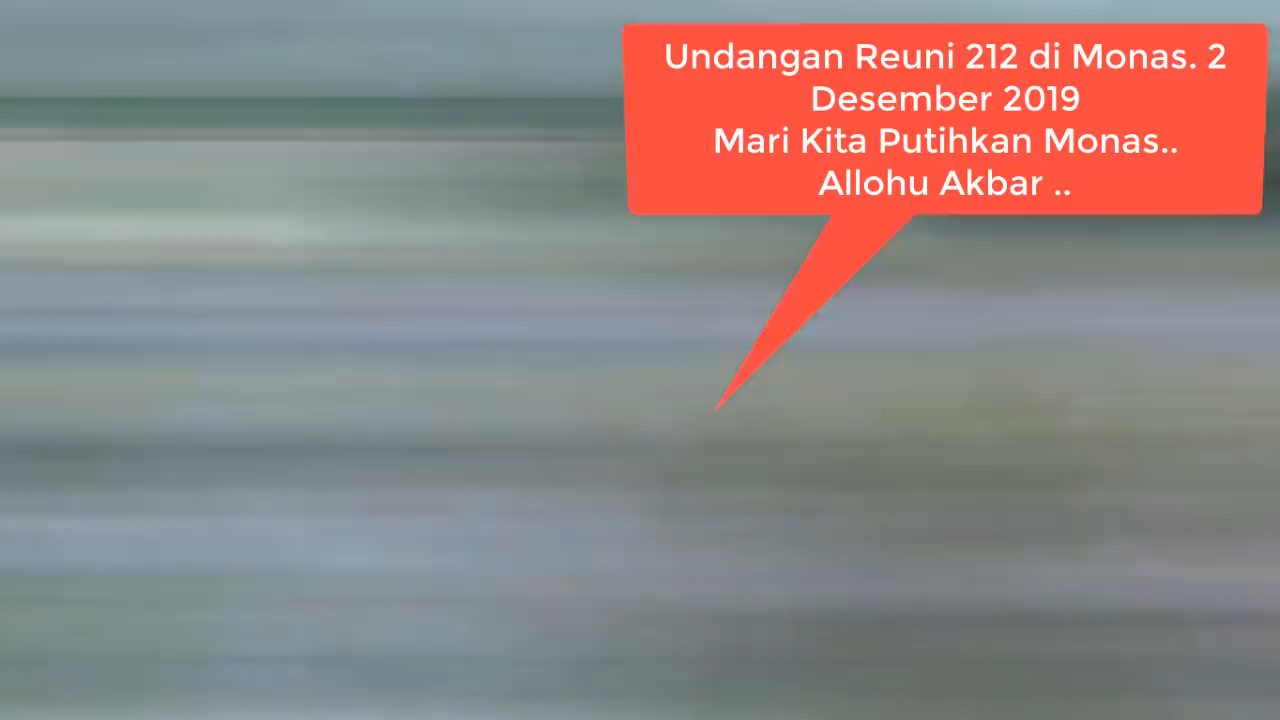 Undangan Reuni 212 di Monas. 2
Desember 2019
Mari Kita Putihkan Monas..
Allohu Akbar ..